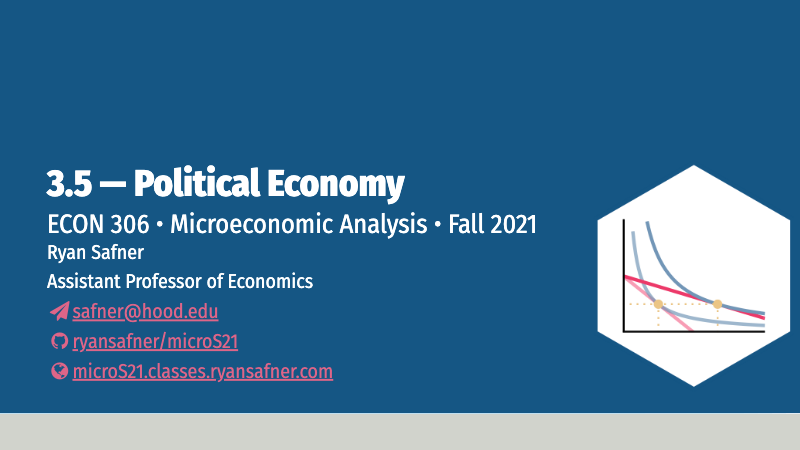 3.5 — Political Economy
ECON 306 • Microeconomic Analysis • Fall 2021
Ryan Safner
Assistant Professor of Economics
safner@hood.edu
ryansafner/microS21
microS21.classes.ryansafner.com